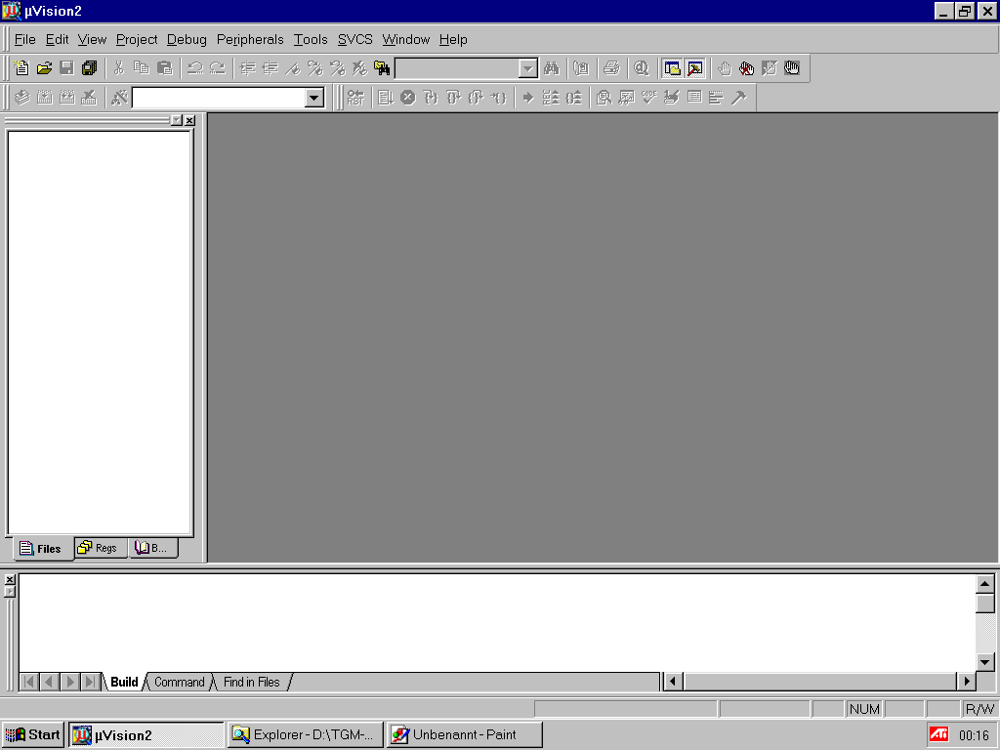 µVision2
File Edit View Project Debug Peripherals Tools SVCS Window Help
Files Regs B...
Build Command Find in Files
NUM R/W
Start µVision2 Explorer - D:\TGM-... Unbenannt - Paint ATI 00:16